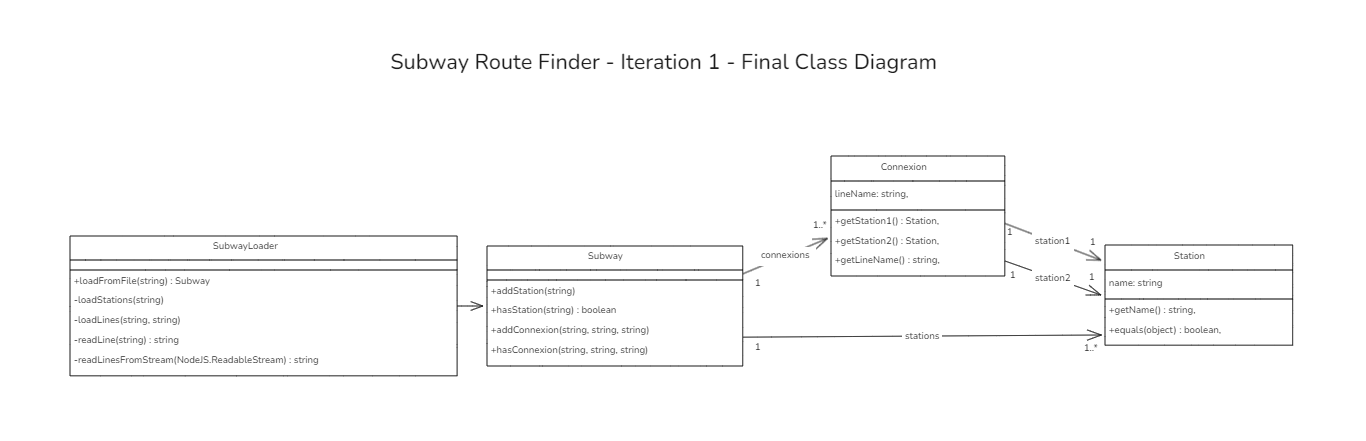 Subway Route Finder - Iteration 1 - Final Class Diagram
SubwayLoader
+loadFromFile(string) : Subway
-loadStations(string)
-loadLines(string, string)
-readLine(string) : string
-readLinesFromStream(NodeJS.ReadableStream) : string
Subway
+addStation(string)
+hasStation(string) : boolean
+addConnexion(string, string, string)
+hasConnexion(string, string, string)
connexions
1
1..*
Connexion
lineName: string,
+getStation1() : Station,
+getStation2() : Station,
+getLineName() : string,
1
station1
1
1
station2
1
1
stations
1..*
Station
name: string
+getName() : string,
+equals(object) : boolean,